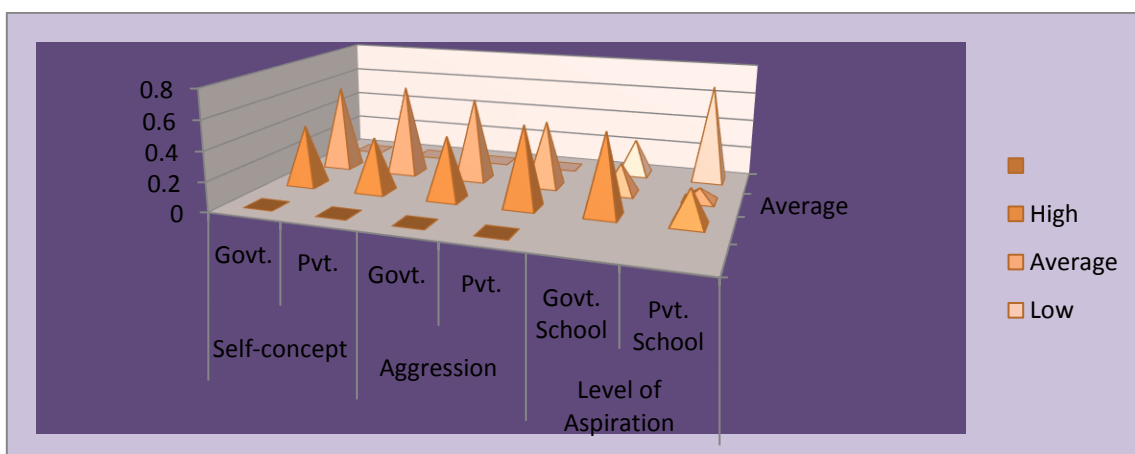 0.8
0.6
0.4
0.2
0
Govt.
Pvt.
Govt.
Pvt.
Govt.
School
Pvt.
School
Self-concept
Aggression
Level of
Aspiration
Average
High
Average
Low